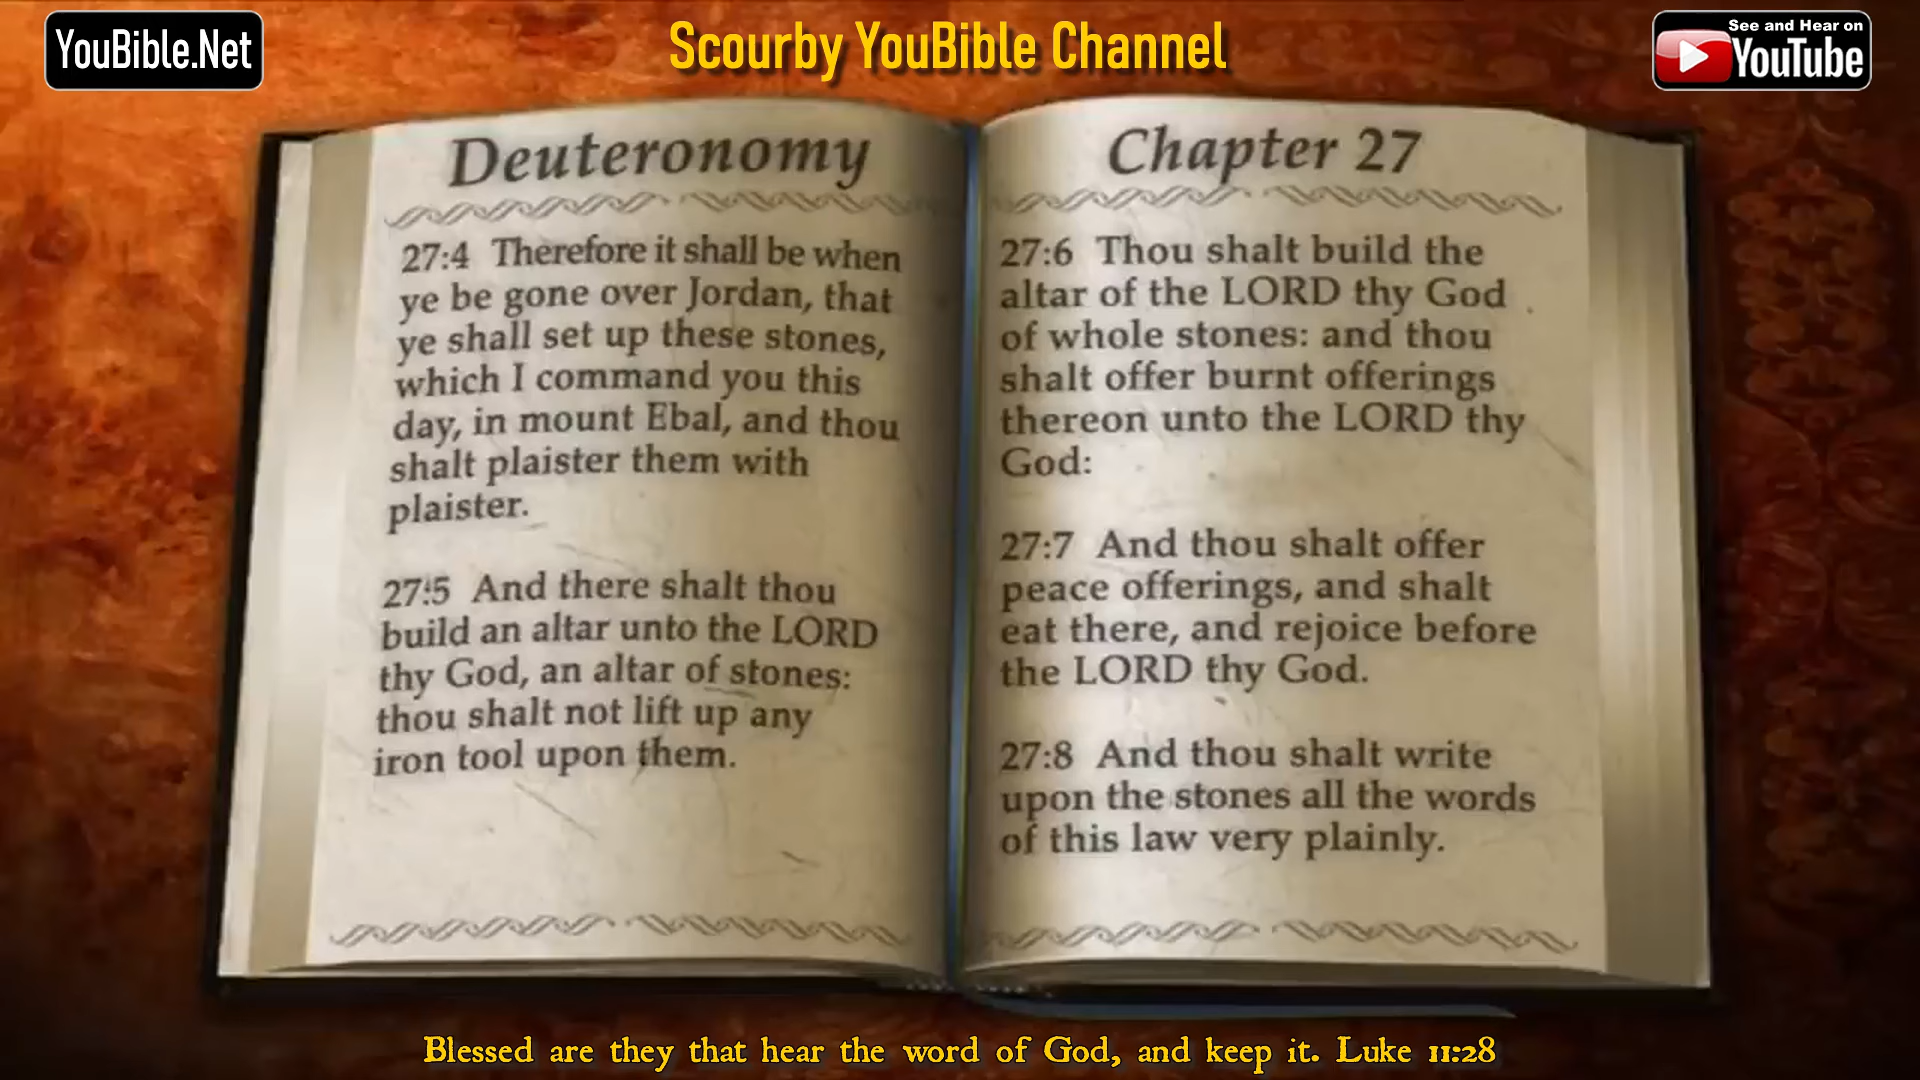 YouBible.Net
Scourby YouBible Channel
See and Hear on
YouTube
Deuteronomy
27:4 Therefore it shall be when
ye be gone over Jordan, that
ye shall set up these stones,
which I command you this
day, in mount Ebal, and thou
shalt plaister them with
plaister.
27:5 And there shalt thou
build an altar unto the LORD
thy God, an altar of stones:
thou shalt not lift up any
iron tool upon them.
Chapter 27
27:6 Thou shalt build the
altar of the LORD thy God
of whole stones: and thou
shalt offer burnt offerings
thereon unto the LORD thy
God:
27:7 And thou shalt offer
peace offerings, and shalt
eat there, and rejoice before
the LORD thy God.
27:8 And thou shalt write
upon the stones all the words
of this law very plainly.
Blessed are they that hear the word of God, and keep it. Luke 11:28